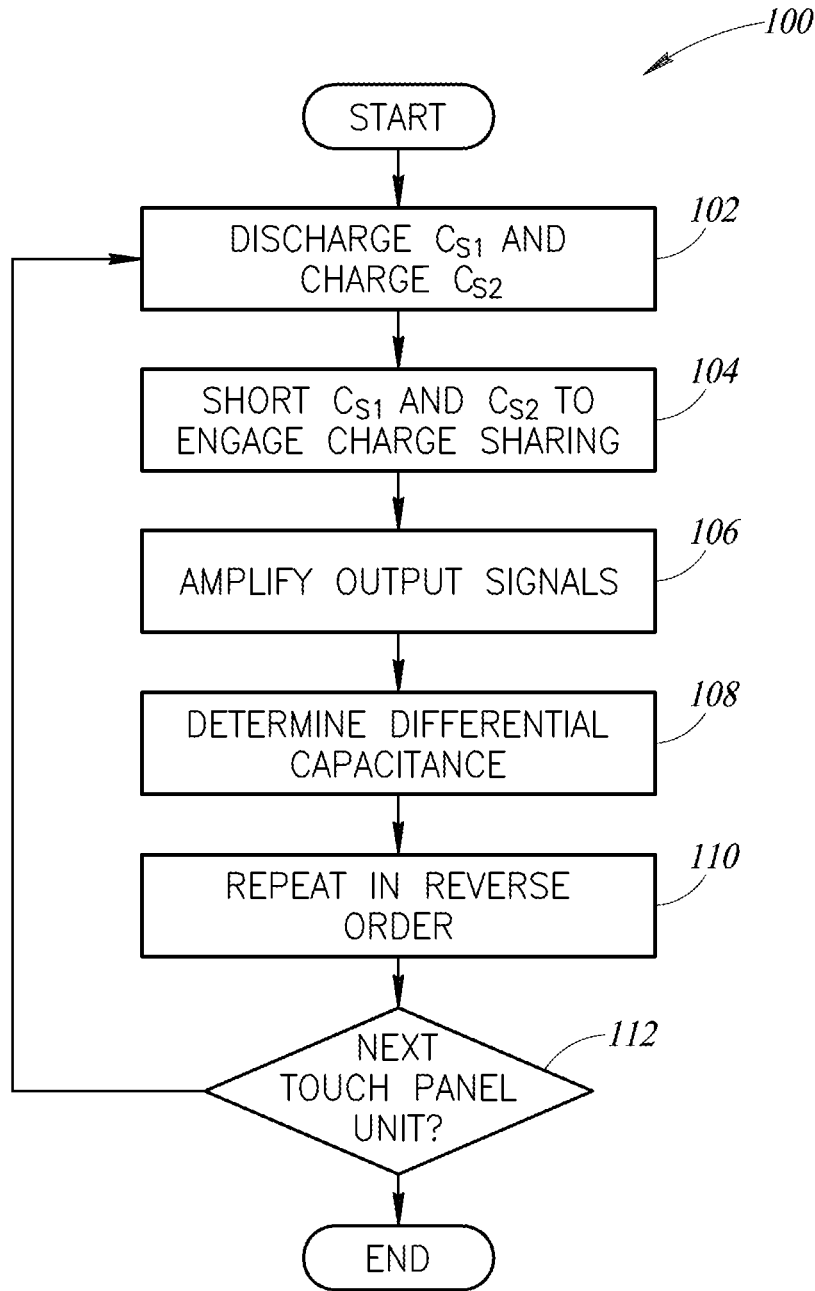 100
START
DISCHARGE CS1 AND
CHARGE CS2
102
SHORT CS1 AND CS2 TO
ENGAGE CHARGE SHARING
104
AMPLIFY OUTPUT SIGNALS
106
DETERMINE DIFFERENTIAL
CAPACITANCE
108
REPEAT IN REVERSE
ORDER
110
NEXT
TOUCH PANEL
UNIT?
112
END